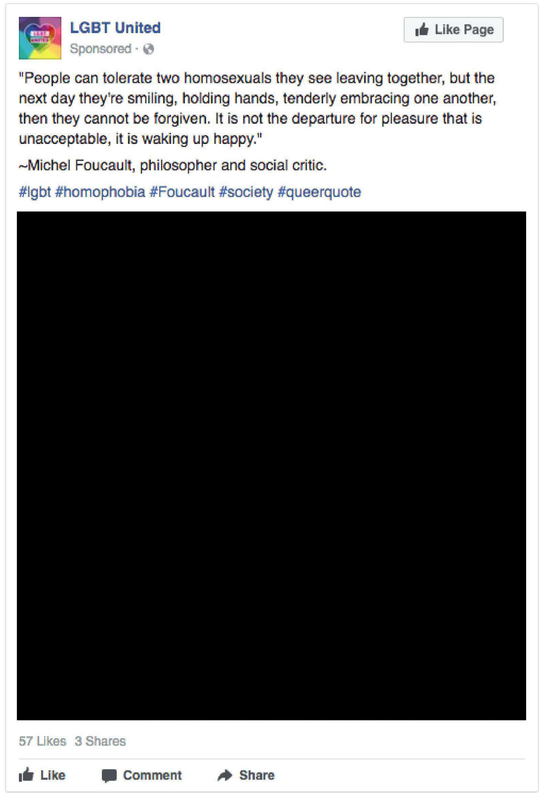 LGBT United
Like Page
Sponsored ·
"People can tolerate two homosexuals they see leaving together, but the
next day they're smiling, holding hands, tenderly embracing one another,
then they cannot be forgiven. It is not the departure for pleasure that is
unacceptable, it is waking up happy."
~Michel Foucault, philosopher and social critic.
#lgbt #homophobia #Foucault #society #queerquote
57 Likes 3 Shares
Like Comment Share